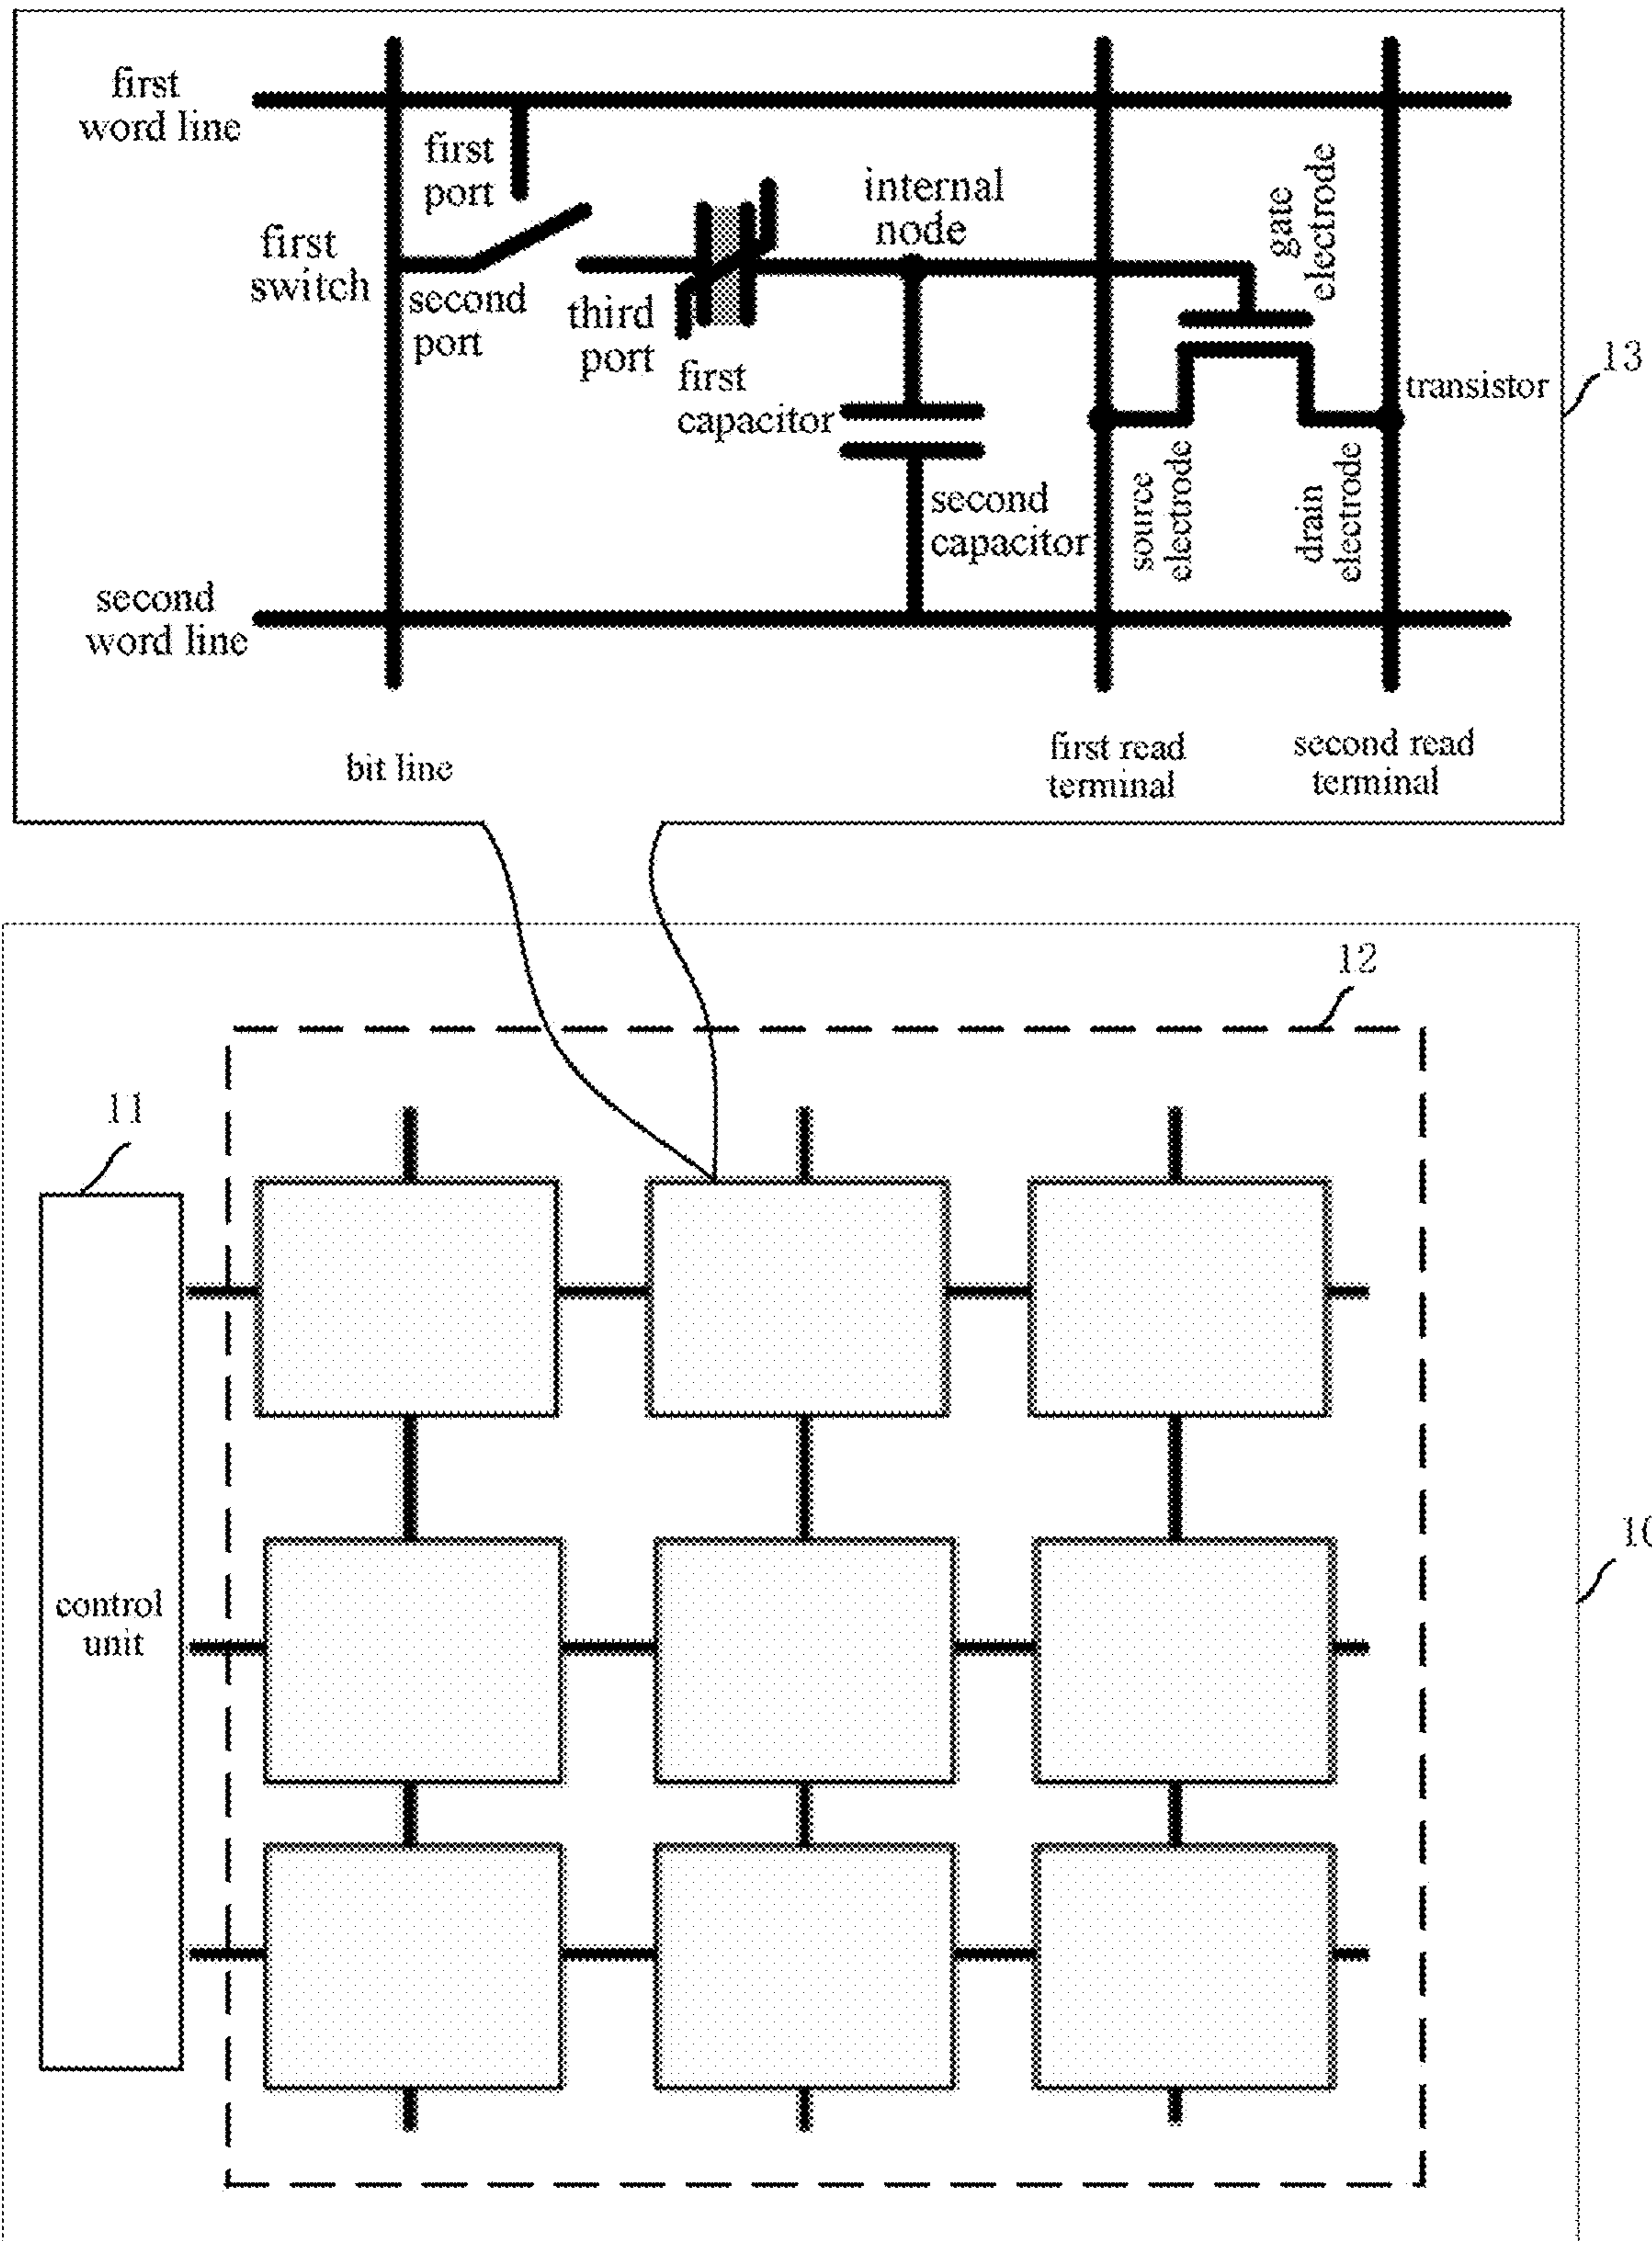 first
word line
first
port
internal
node
gate
electrode
first
switch
second
port
third
port
first
capacitor
transistor
13
second
capacitor
source
electrode
drain
electrode
second
word line
bit line
first read
terminal
second read
terminal
12
11
10
control
unit